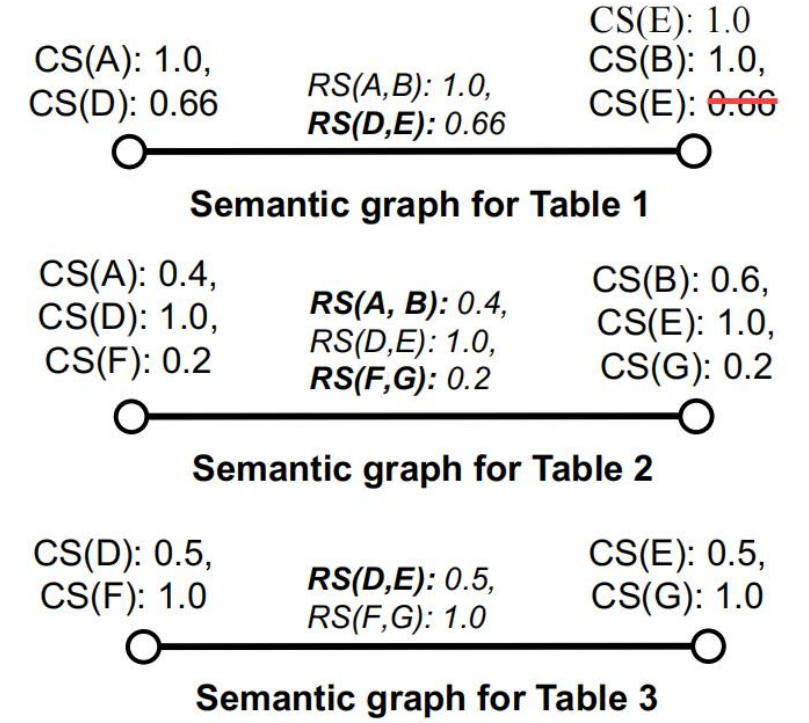 CS(A): 1.0,
CS(D): 0.66
RS(A,B): 1.0,
RS(D,E): 0.66
CS(E): 1.0
CS(B): 1.0,
CS(E): 0.66
Semantic graph for Table 1
CS(A): 0.4,
CS(D): 1.0,
CS(F): 0.2
RS(A, B): 0.4,
RS(D,E): 1.0,
RS(F,G): 0.2
CS(B): 0.6,
CS(E): 1.0,
CS(G): 0.2
Semantic graph for Table 2
CS(D): 0.5,
CS(F): 1.0
RS(D,E): 0.5,
RS(F,G): 1.0
CS(E): 0.5,
CS(G): 1.0
Semantic graph for Table 3